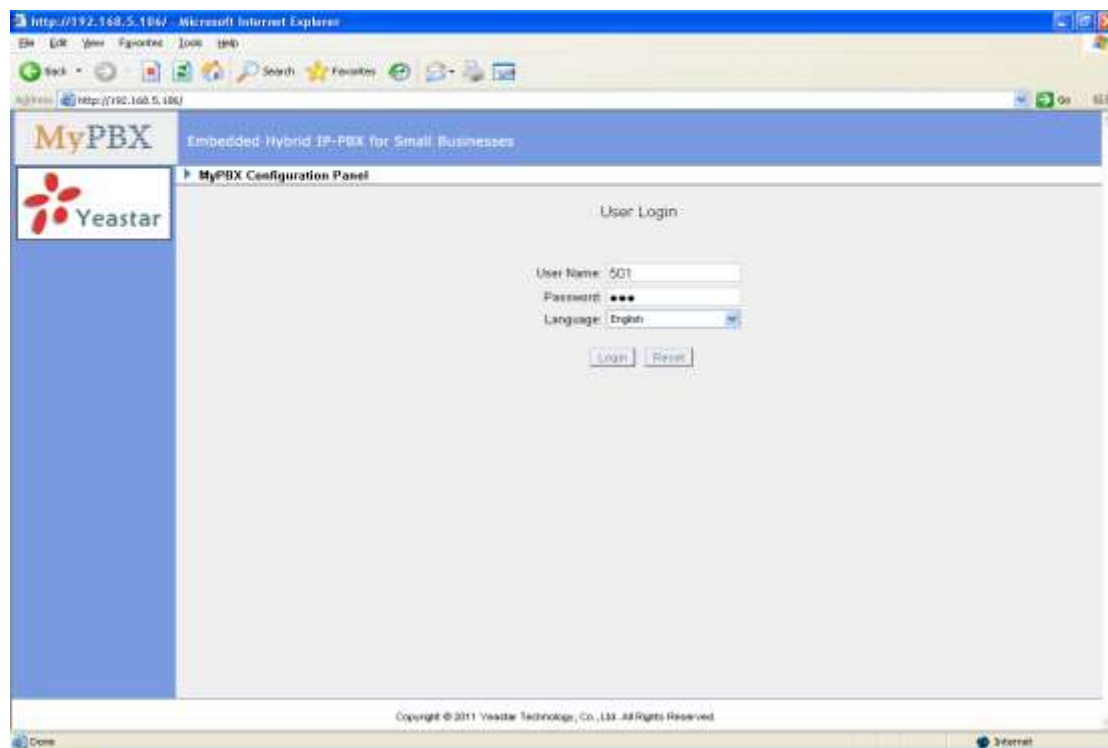 http://192.168.5.186/ - Microsoft Internet Explorer
File Edit View Favorites Tools Help
Back Search Favorites
Address http://192.168.5.186/ Go
MyPBX Embedded Hybrid IP-PBX for Small Businesses
MyPBX Configuration Panel
Yeastar
User Login
User Name: 501
Password: ●●●
Language: English
Login Reset
Copyright © 2011 Yeastar Technology, Co., Ltd. All Rights Reserved.
Done Internet